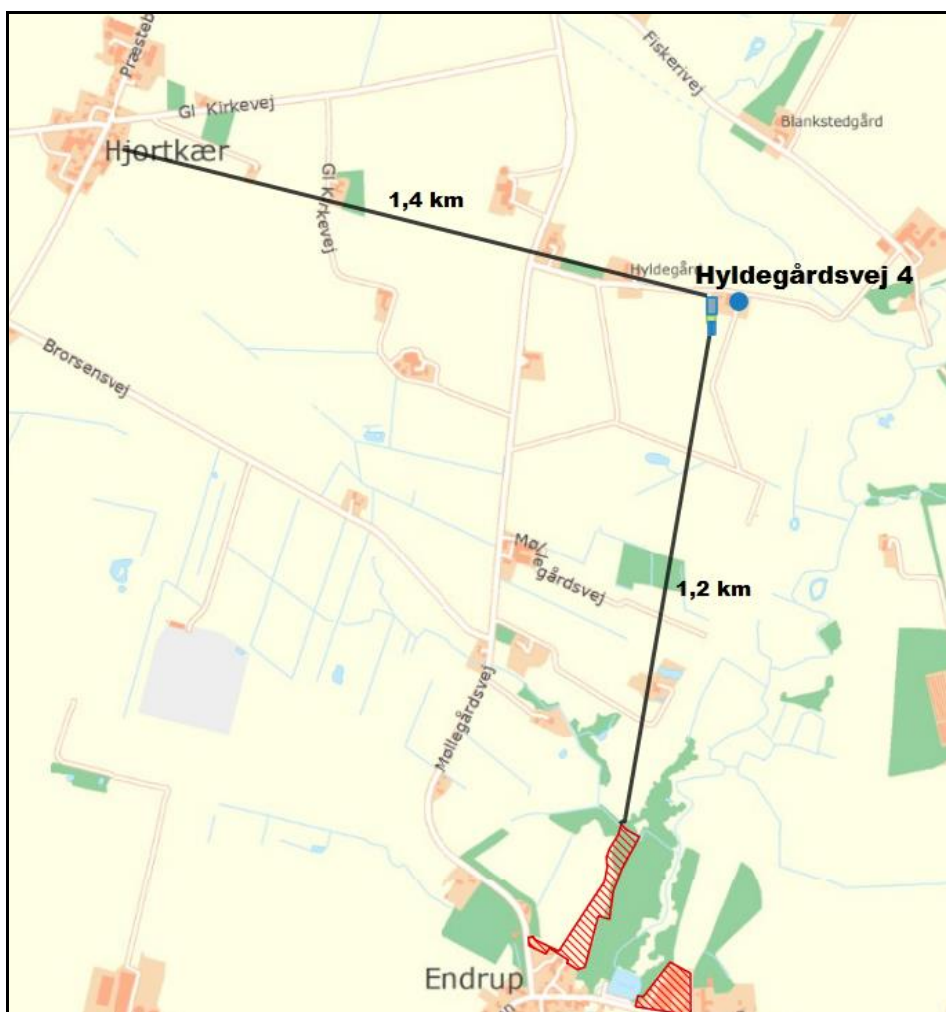 Præsteb
Fiskerivej
Gl Kirkevej
Blankstedgård
Hjortkær
Gl Kirkevej
1,4 km
Hyldegård
Hyldegårdsvej 4
Brorsensvej
Møllegårdsvej
1,2 km
Møllegårdsvej
Endrup